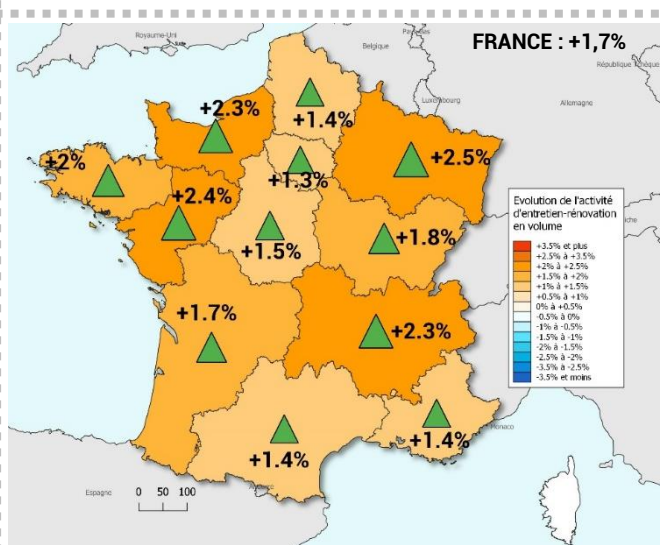 Royaume-Uni
Belgique
FRANCE : +1,7%
République Tchèque
Luxembourg
Allemagne
+2.3%
+1.4%
+2.5%
+2%
+1.3%
+2.4%
+1.5%
+1.8%
+1.7%
+2.3%
+1.4%
+1.4%
Monaco
Espagne
0 50 100
Evolution de l'activité
d'entretien-rénovation
en volume
+3.5% et plus
+2.5% à +3.5%
+2% à +2.5%
+1.5% à +2%
+1% à +1.5%
+0.5% à +1%
0% à +0.5%
-0.5% à 0%
-1% à -0.5%
-1.5% à -1%
-2% à -1.5%
-2.5% à -2%
-3.5% à -2.5%
-3.5% et moins